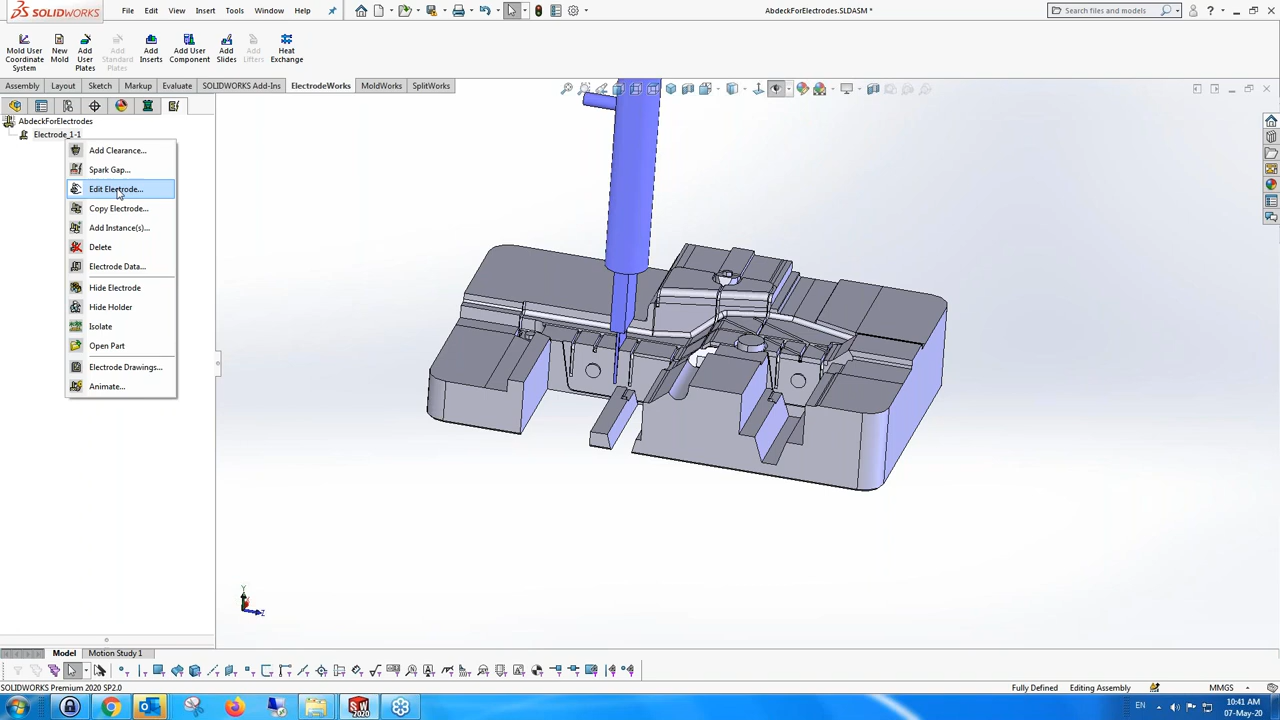 SOLIDWORKS
File Edit View Insert Tools Window Help
AbdeckForElectrodes.SLDASM *
Search files and models
Mold User Coordinate System
New Mold
Add User Plates
Add Standard Plates
Add Inserts
Add User Component
Add Slides
Add Lifters
Heat Exchange
Assembly Layout Sketch Markup Evaluate SOLIDWORKS Add-Ins ElectrodeWorks MoldWorks SplitWorks
AbdeckForElectrodes
Electrode_1-1
Add Clearance...
Spark Gap...
Edit Electrode...
Copy Electrode...
Add Instance(s)...
Delete
Electrode Data...
Hide Electrode
Hide Holder
Isolate
Open Part
Electrode Drawings...
Animate...
Y
Z
Model Motion Study 1
SOLIDWORKS Premium 2020 SP2.0
Fully Defined Editing Assembly MMGS
SW 2020
EN
10:41 AM
07-May-20